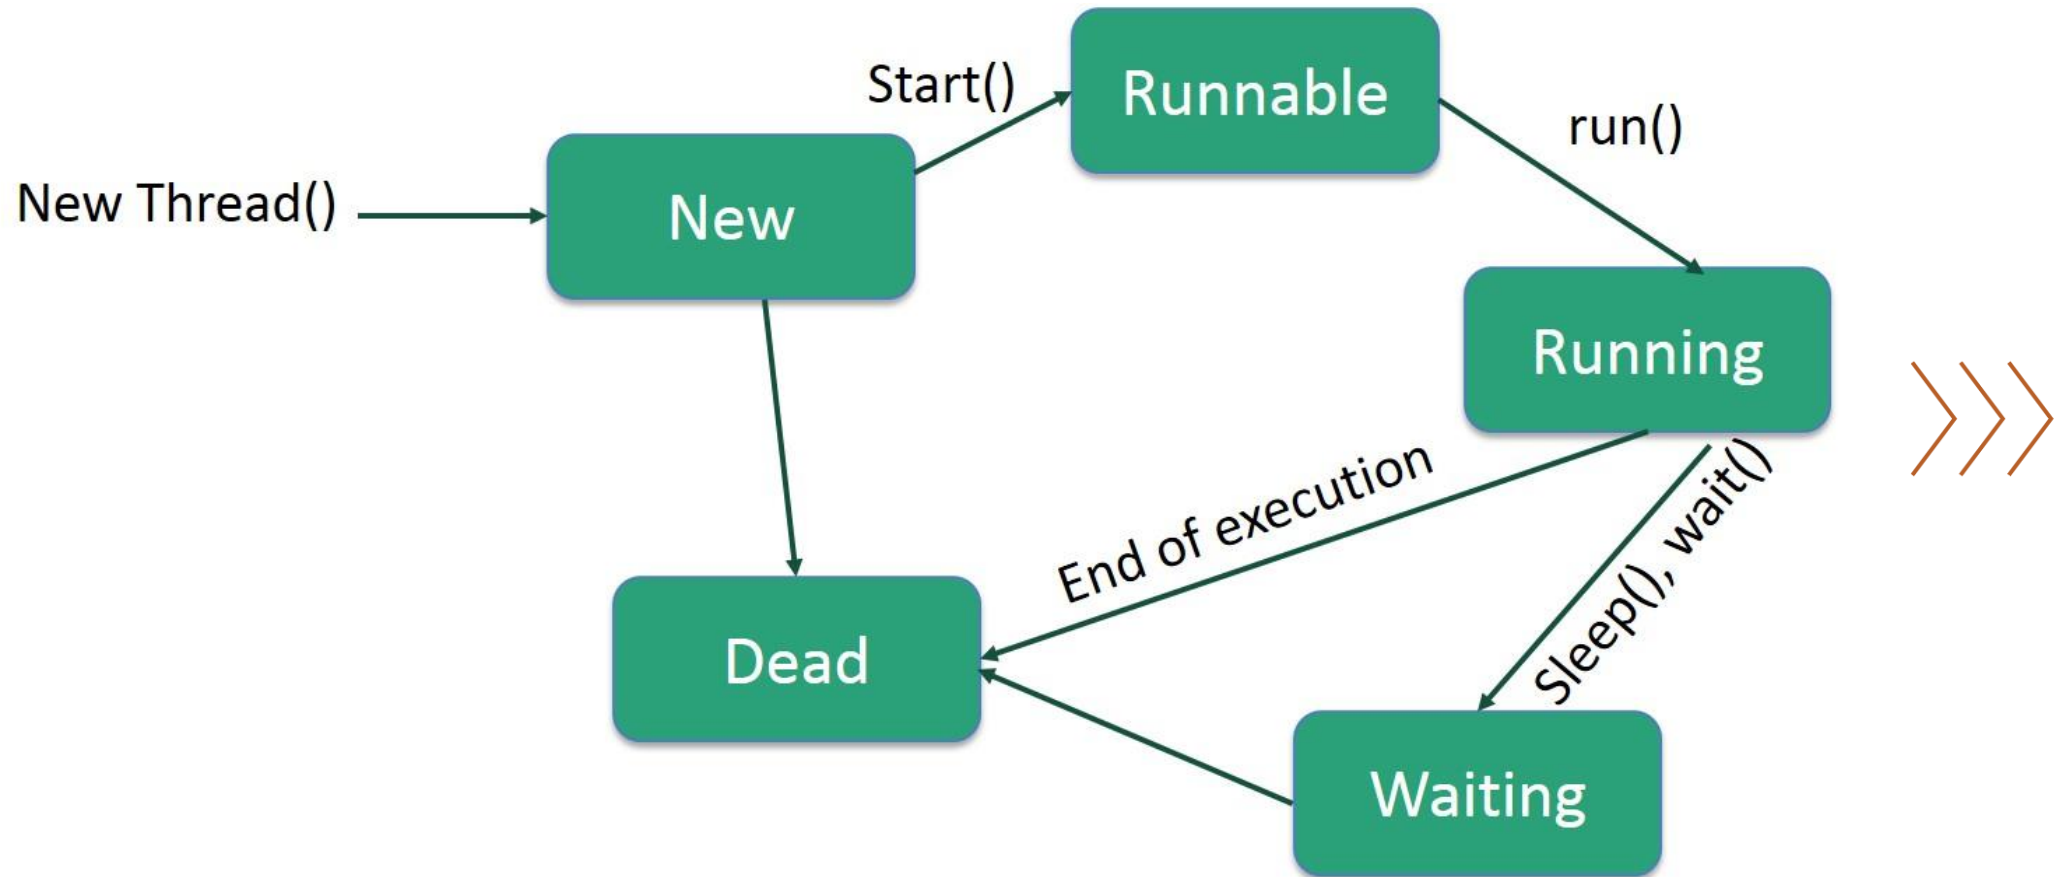 Start()
Runnable
run()
New Thread()
New
Running
End of execution
Sleep(), wait()
Dead
Waiting